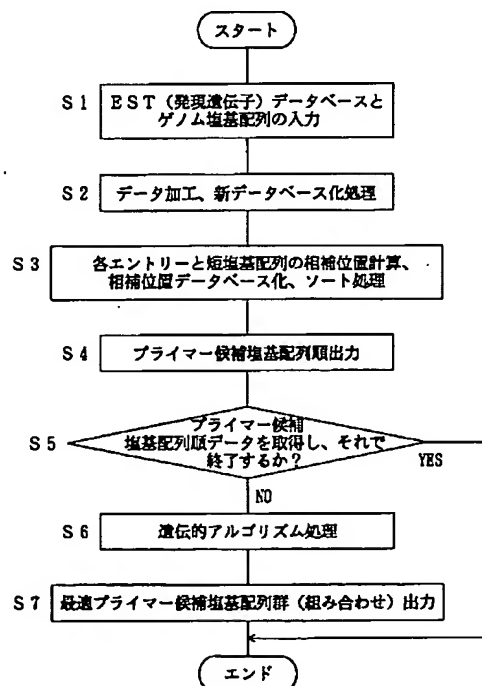 スタート
S1
EST(発現遺伝子)データベースと
ゲノム塩基配列の入力
S2
データ加工、新データベース化処理
S3
各エントリーと短塩基配列の相補位置計算、
相補位置データベース化、ソート処理
S4
プライマー候補塩基配列順出力
S5
プライマー候補
塩基配列順データを取得し、それで
終了するか?
YES
NO
S6
遺伝的アルゴリズム処理
S7
最適プライマー候補塩基配列群(組み合わせ)出力
エンド